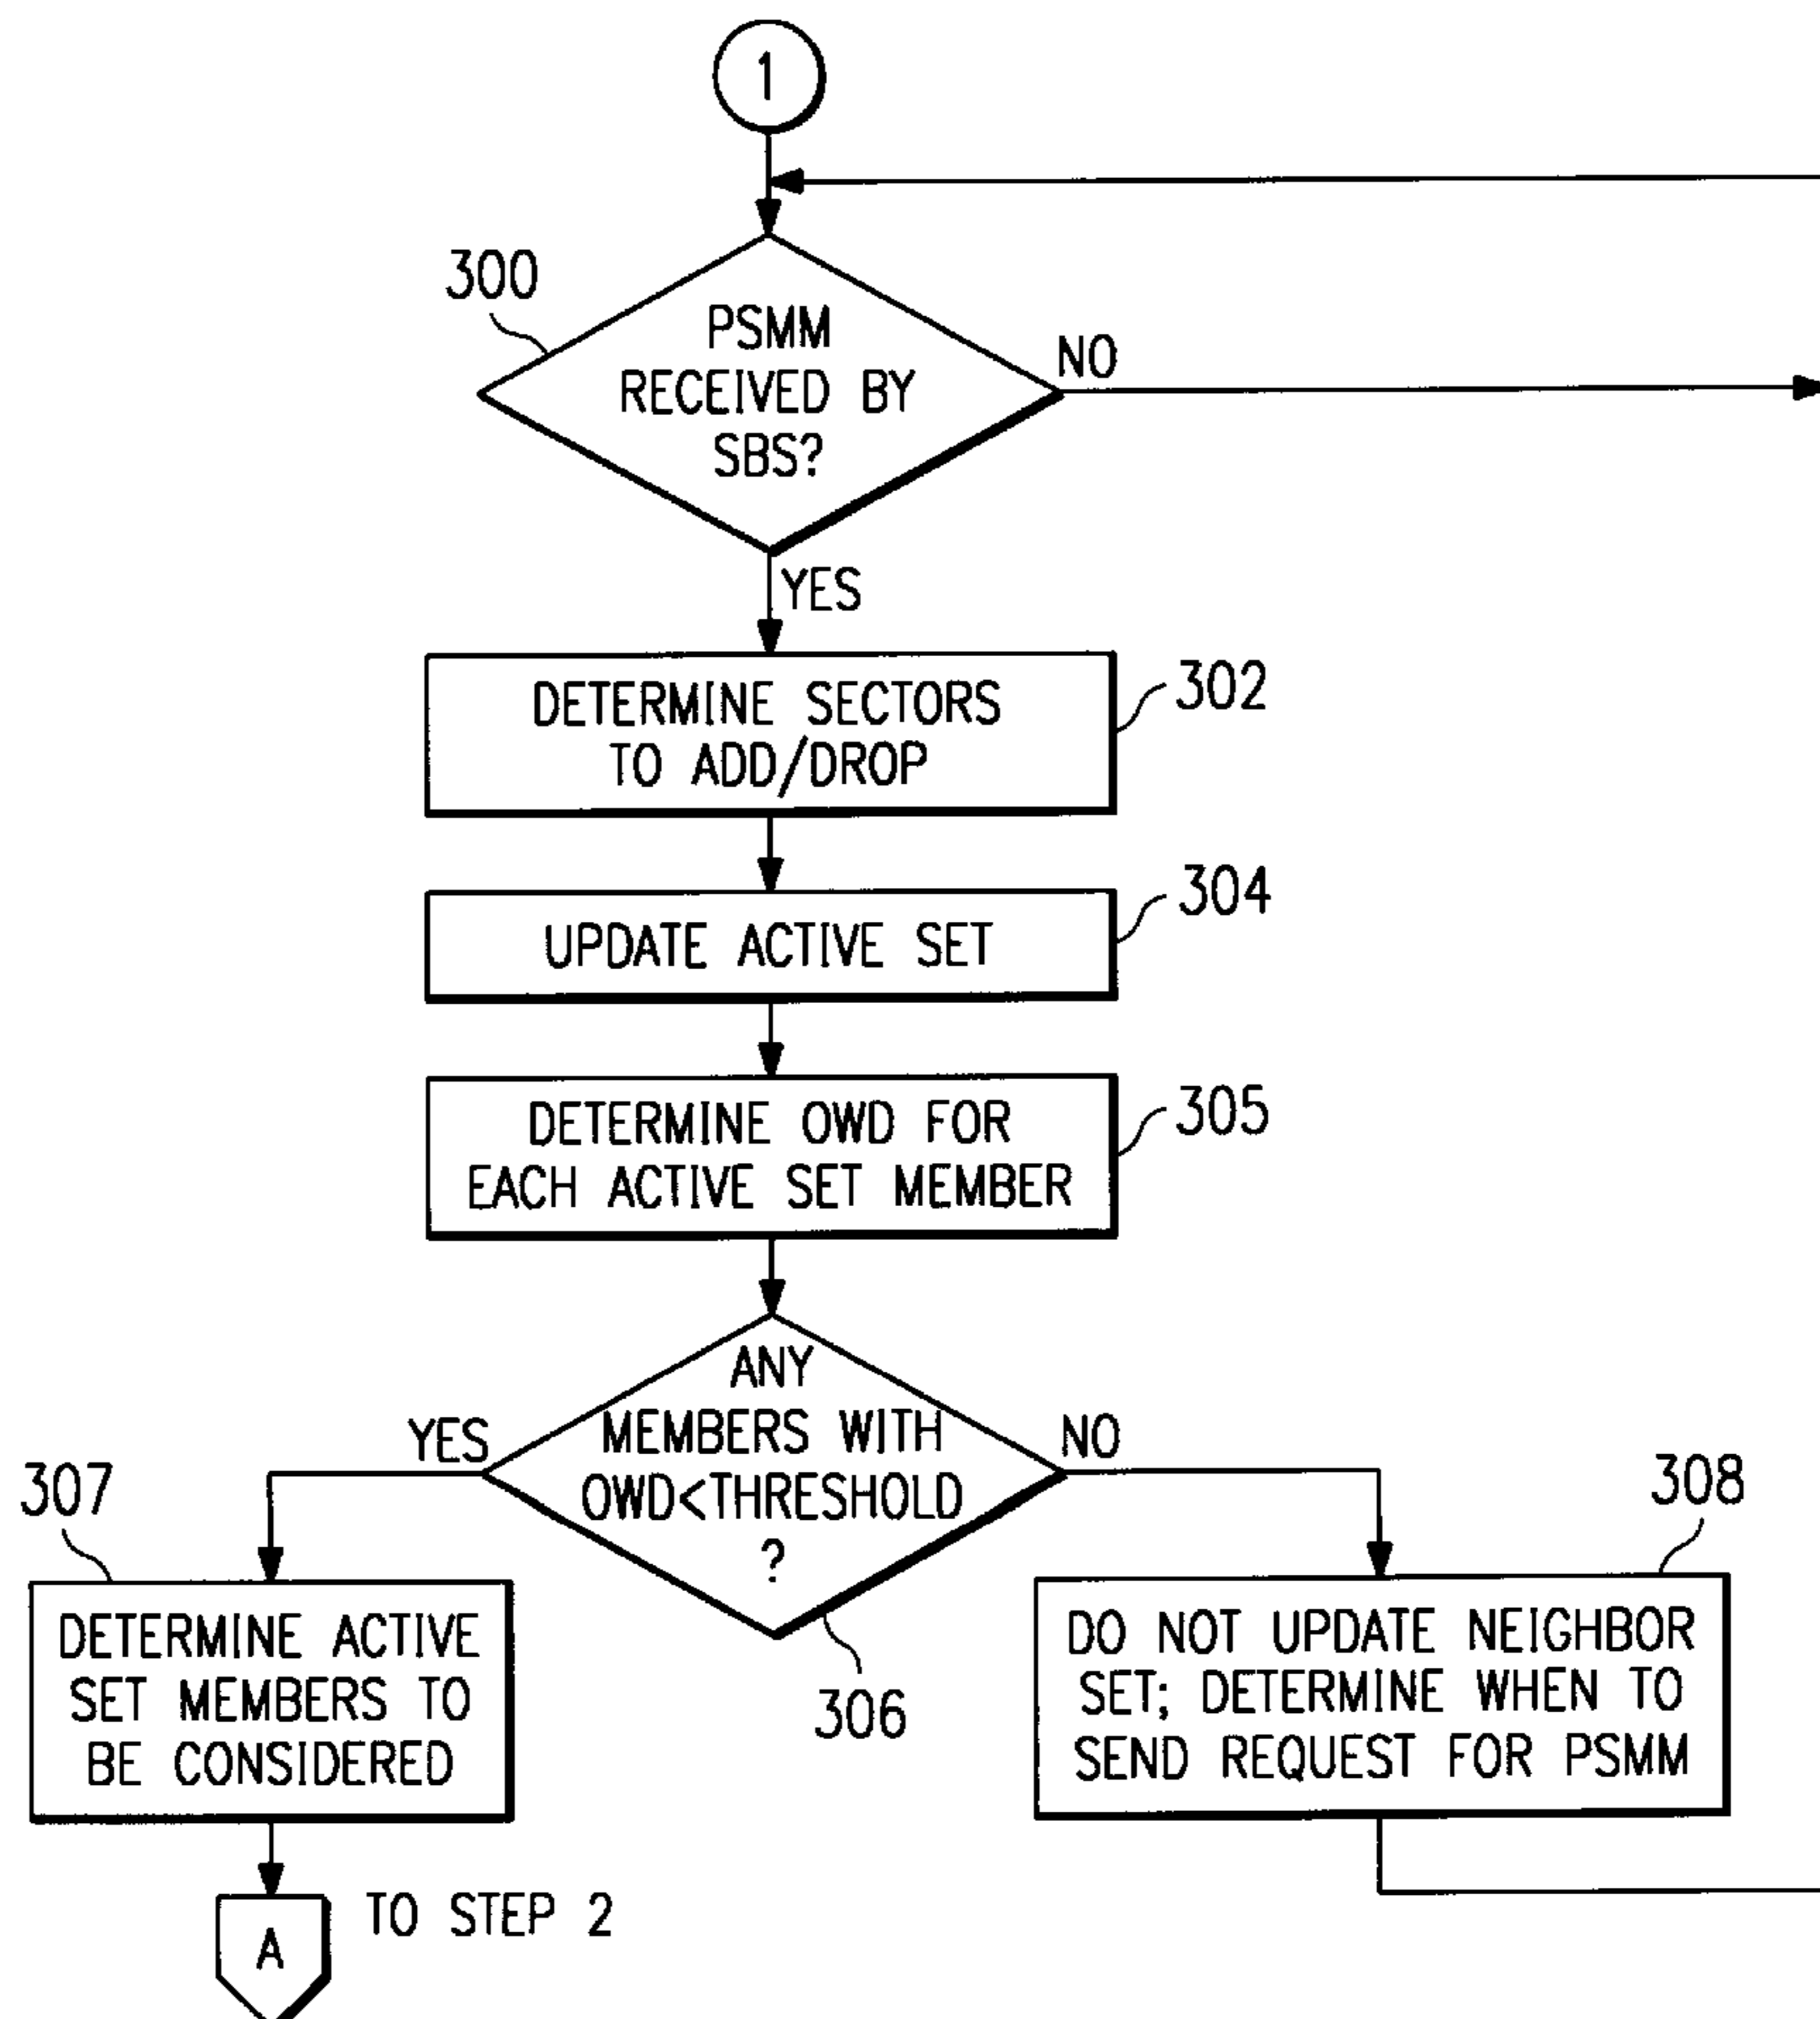 1
300
PSMM
RECEIVED BY
SBS?
NO
YES
DETERMINE SECTORS
TO ADD/DROP
302
UPDATE ACTIVE SET
304
DETERMINE OWD FOR
EACH ACTIVE SET MEMBER
305
ANY
MEMBERS WITH
OWD<THRESHOLD
?
YES
NO
306
307
DETERMINE ACTIVE
SET MEMBERS TO
BE CONSIDERED
308
DO NOT UPDATE NEIGHBOR
SET; DETERMINE WHEN TO
SEND REQUEST FOR PSMM
A
TO STEP 2